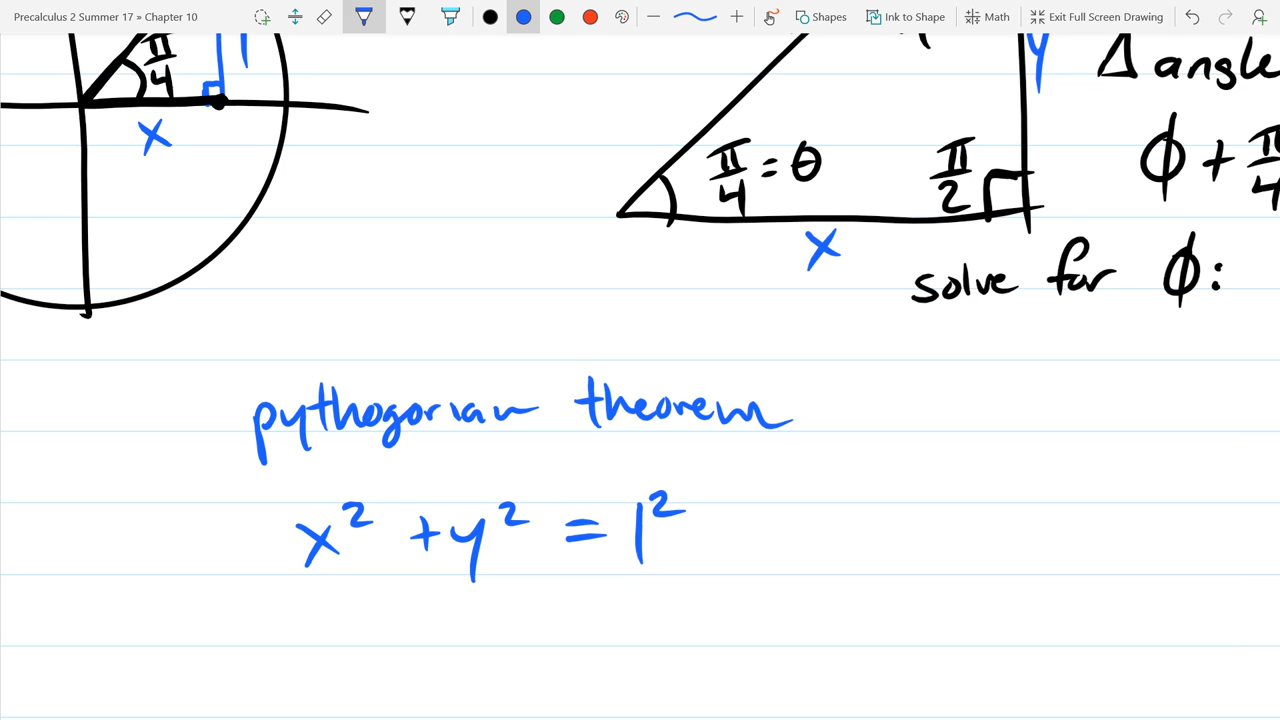 Precalculus 2 Summer 17 » Chapter 10
Shapes
Ink to Shape
Math
Exit Full Screen Drawing
π/4
x
y
Δ angle
π/4 = θ
π/2
ϕ + π/4
x
solve for ϕ:
pythogorian theorem
x² + y² = 1²